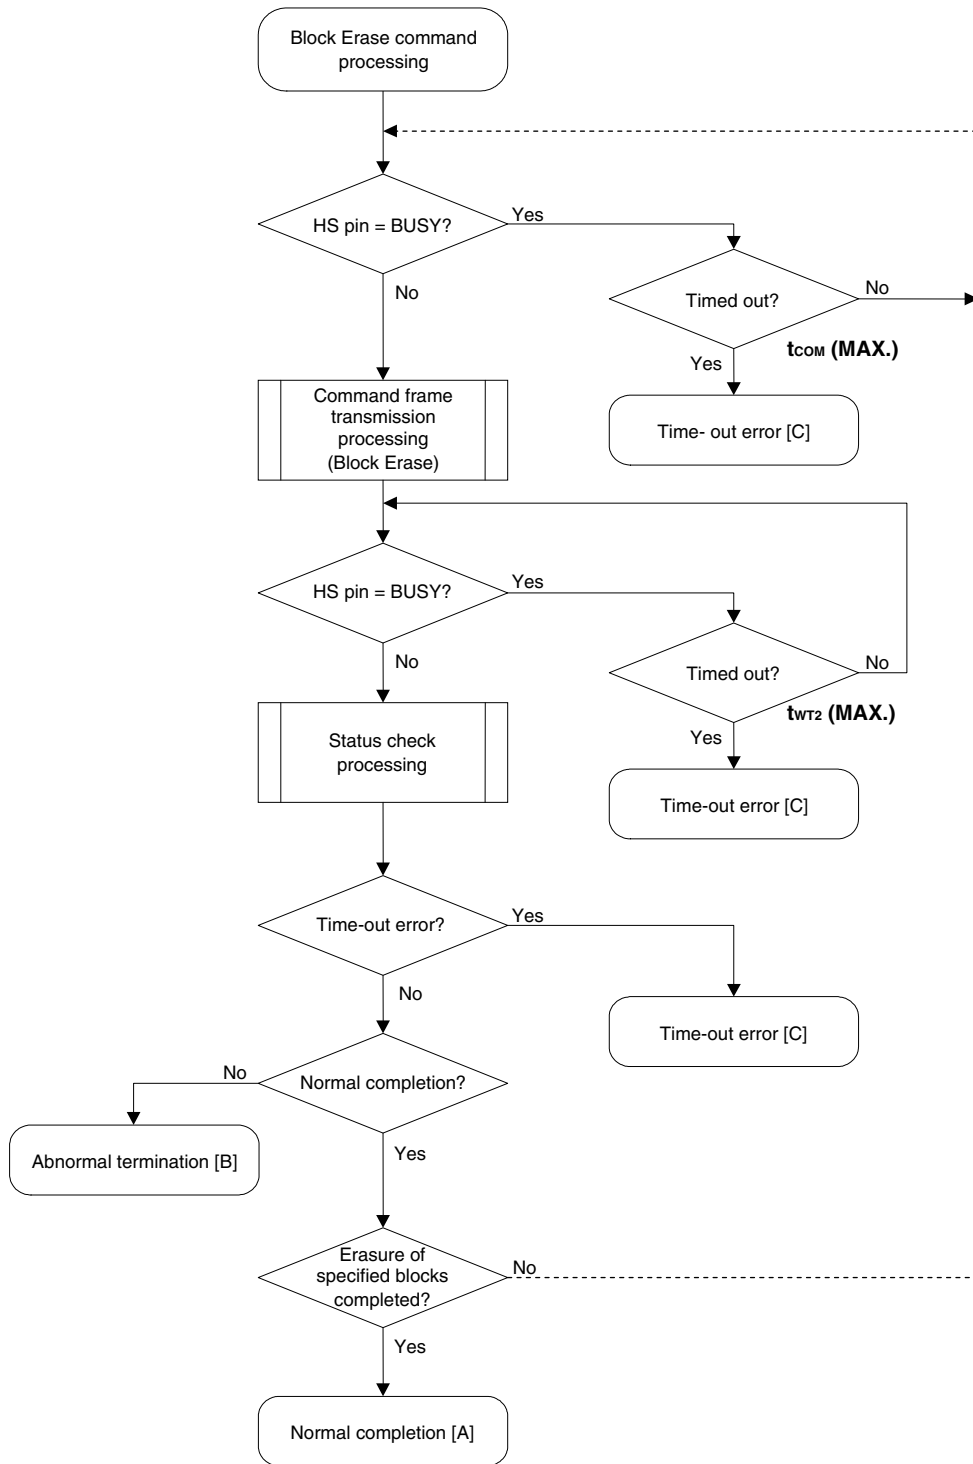 Block Erase command
processing
HS pin = BUSY?
Yes
No
Timed out?
No
tCOM (MAX.)
Yes
Time- out error [C]
Command frame
transmission
processing
(Block Erase)
HS pin = BUSY?
Yes
No
Timed out?
No
tWT2 (MAX.)
Yes
Time-out error [C]
Status check
processing
Time-out error?
Yes
No
Time-out error [C]
Normal completion?
No
Abnormal termination [B]
Yes
Erasure of
specified blocks
completed?
No
Yes
Normal completion [A]